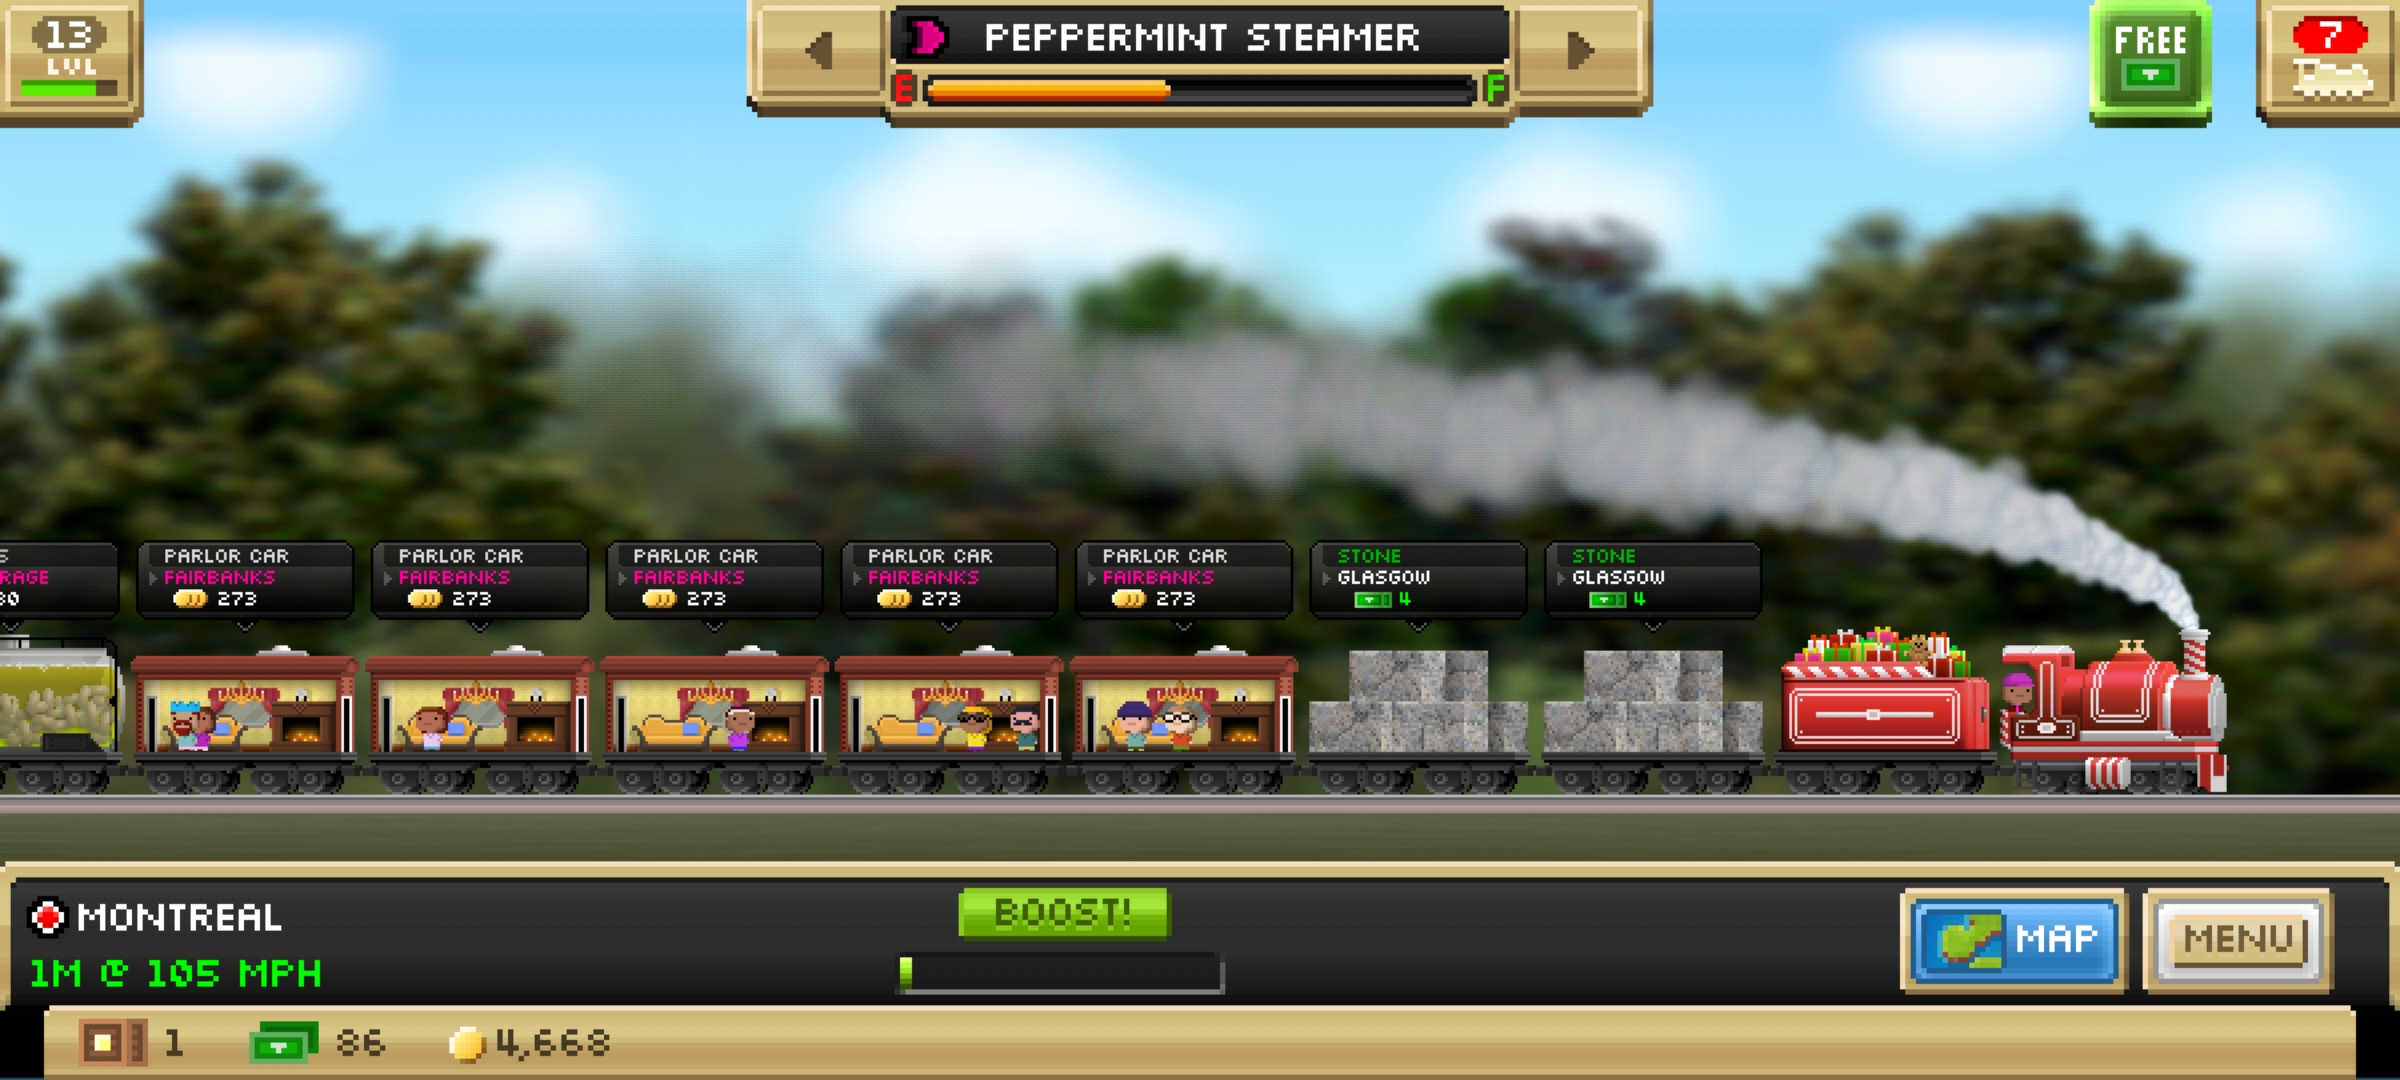 13
LVL
PEPPERMINT STEAMER
E F
FREE
7
PARLOR CAR
FAIRBANKS
273
PARLOR CAR
FAIRBANKS
273
PARLOR CAR
FAIRBANKS
273
PARLOR CAR
FAIRBANKS
273
PARLOR CAR
FAIRBANKS
273
STONE
GLASGOW
4
STONE
GLASGOW
4
MONTREAL
1M @ 105 MPH
BOOST!
MAP
MENU
1 86 4,668